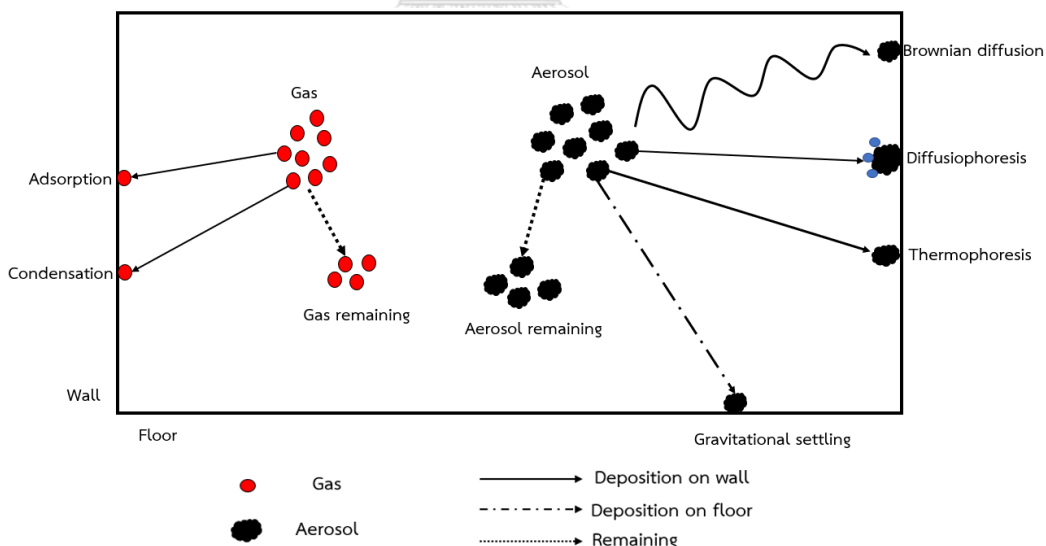 Brownian diffusion
Aerosol
Gas
Diffusiophoresis
Adsorption
Thermophoresis
Condensation
Gas remaining
Aerosol remaining
Wall
Floor
Gravitational settling
Gas
Deposition on wall
Aerosol
Deposition on floor
Remaining